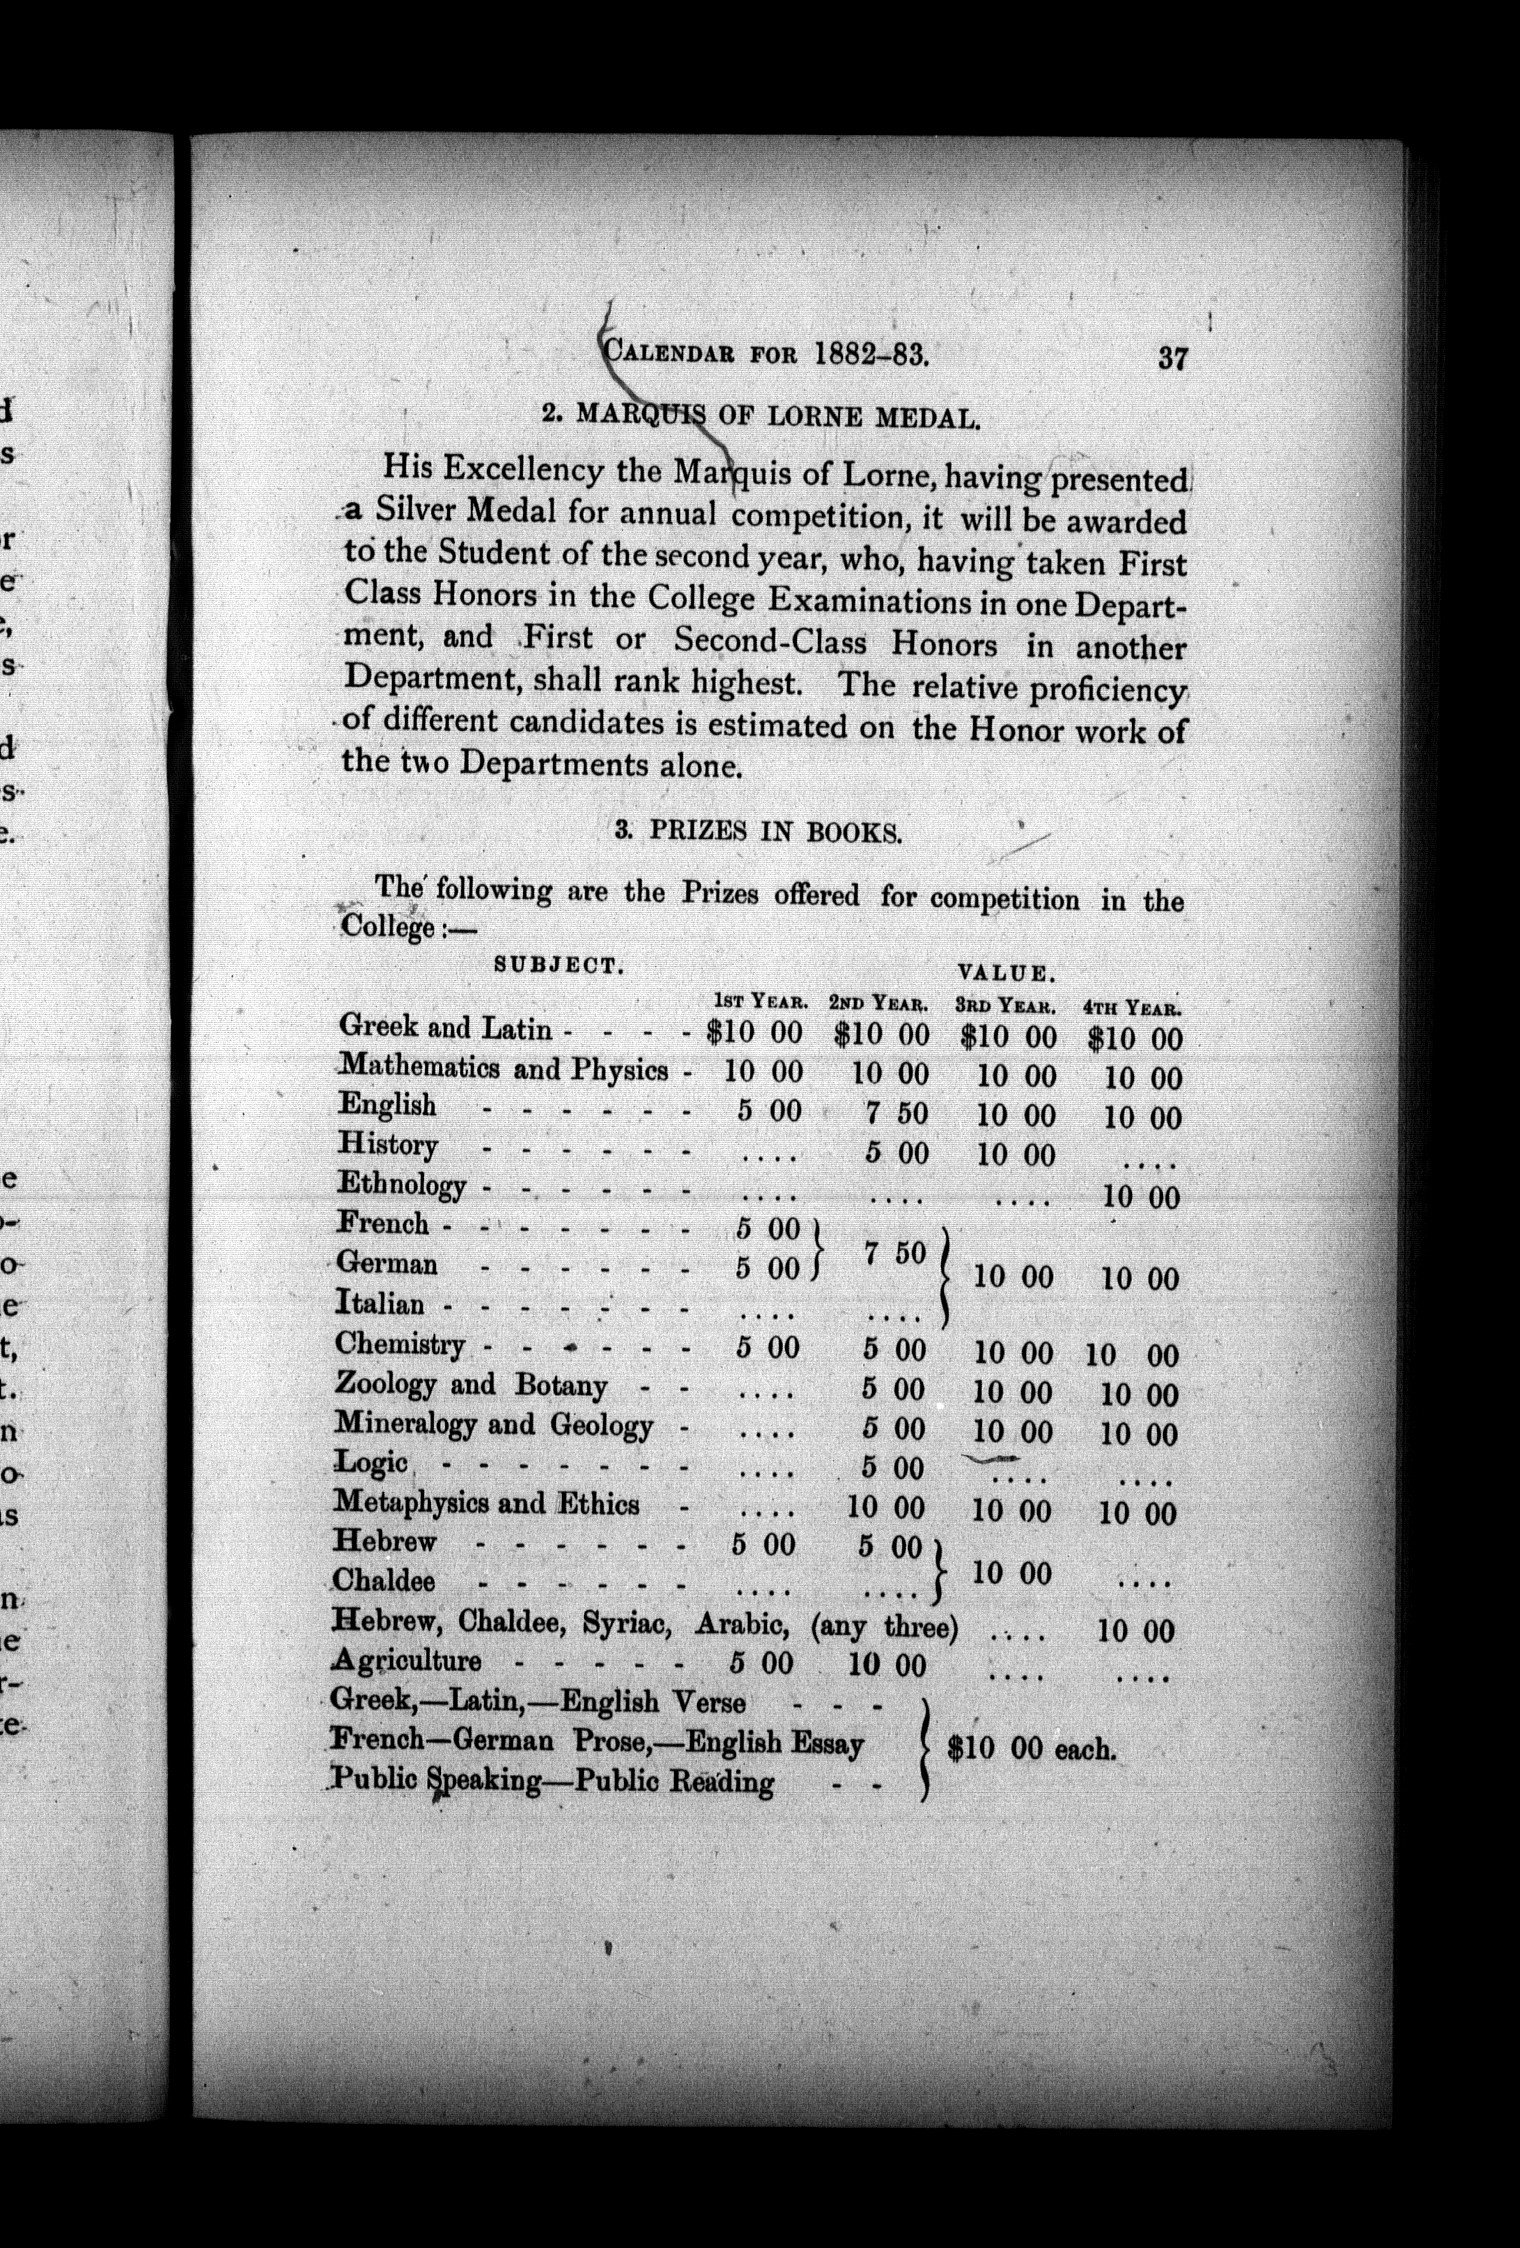 CALENDAR FOR 1882–83. 37
2. MARQUIS OF LORNE MEDAL.
His Excellency the Marquis of Lorne, having presented
a Silver Medal for annual competition, it will be awarded
to the Student of the second year, who, having taken First
Class Honors in the College Examinations in one Depart-
ment, and First or Second-Class Honors in another
Department, shall rank highest. The relative proficiency
of different candidates is estimated on the Honor work of
the two Departments alone.
3. PRIZES IN BOOKS.
The following are the Prizes offered for competition in the
College :—
SUBJECT. VALUE.
1ST YEAR. 2ND YEAR. 3RD YEAR. 4TH YEAR.
Greek and Latin - - - - $10 00 $10 00 $10 00 $10 00
Mathematics and Physics - 10 00 10 00 10 00 10 00
English - - - - - - 5 00 7 50 10 00 10 00
History - - - - - - .... 5 00 10 00 ....
Ethnology - - - - - - .... .... .... 10 00
French - - - - - - - 5 00 }
German - - - - - - 5 00 } 7 50 } 10 00 10 00
Italian - - - - - - - .... ....
Chemistry - - - - - - 5 00 5 00 10 00 10 00
Zoology and Botany - - .... 5 00 10 00 10 00
Mineralogy and Geology - .... 5 00 10 00 10 00
Logic - - - - - - - .... 5 00 .... ....
Metaphysics and Ethics - .... 10 00 10 00 10 00
Hebrew - - - - - - 5 00 5 00 }
Chaldee - - - - - - .... .... } 10 00 ....
Hebrew, Chaldee, Syriac, Arabic, (any three) .... 10 00
Agriculture - - - - - 5 00 10 00 .... ....
Greek,—Latin,—English Verse - - -
French—German Prose,—English Essay } $10 00 each.
Public Speaking—Public Reading - -